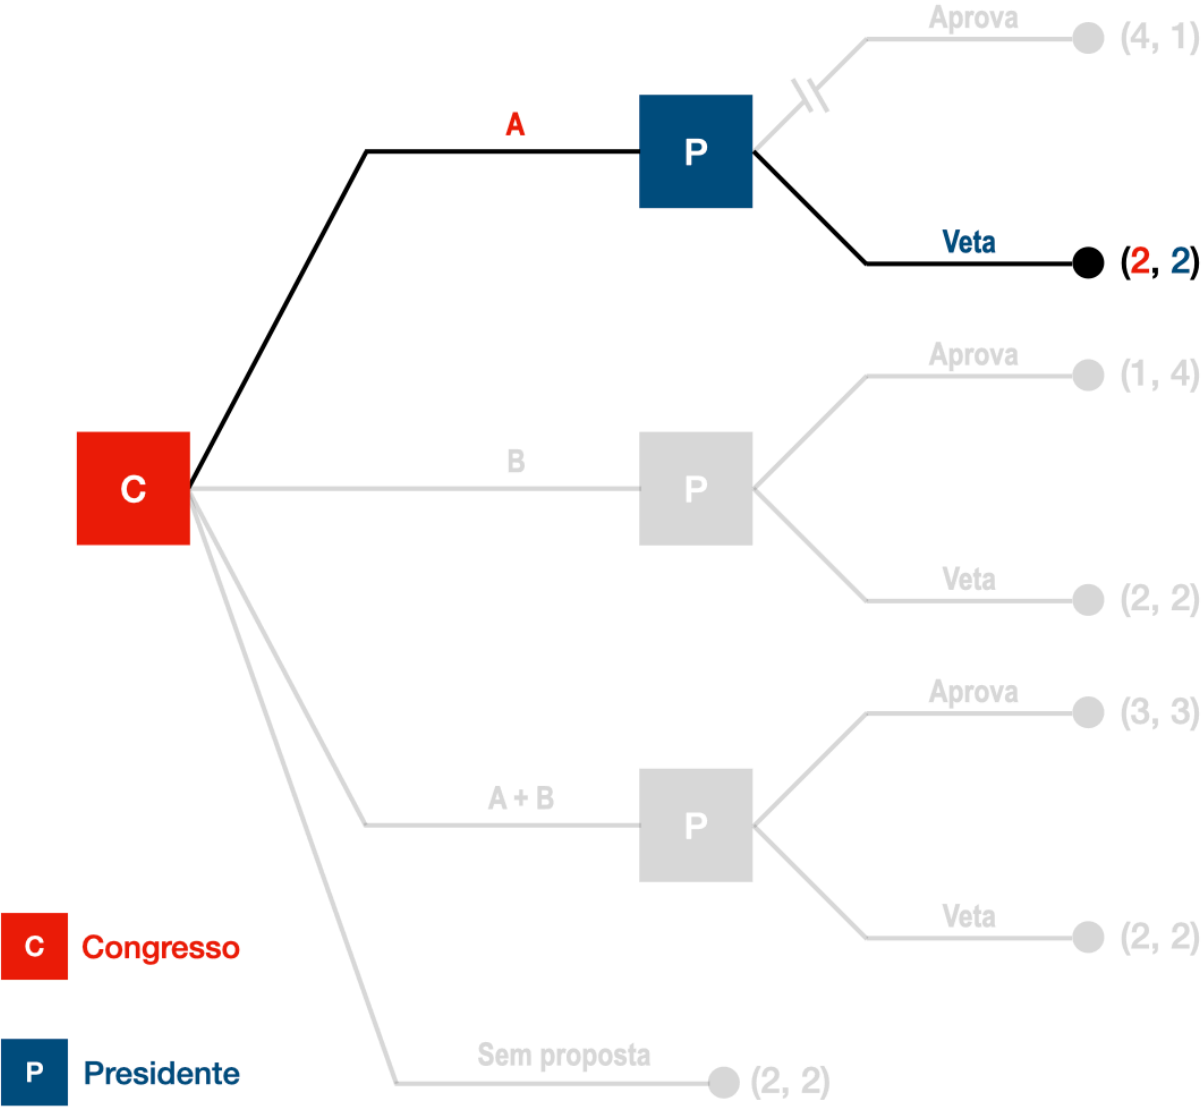 Aprova
(4, 1)
A
P
Veta
(2, 2)
Aprova
(1, 4)
B
C
P
Veta
(2, 2)
Aprova
(3, 3)
A + B
P
Veta
(2, 2)
C Congresso
Sem proposta
(2, 2)
P Presidente